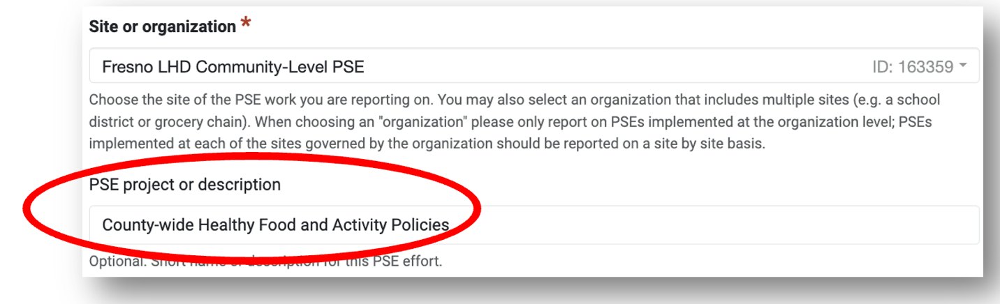 Site or organization *
Fresno LHD Community-Level PSE ID: 163359
Choose the site of the PSE work you are reporting on. You may also select an organization that includes multiple sites (e.g. a school
district or grocery chain). When choosing an "organization" please only report on PSEs implemented at the organization level; PSEs
implemented at each of the sites governed by the organization should be reported on a site by site basis.
PSE project or description
County-wide Healthy Food and Activity Policies
Optional. Short name or description for this PSE effort.